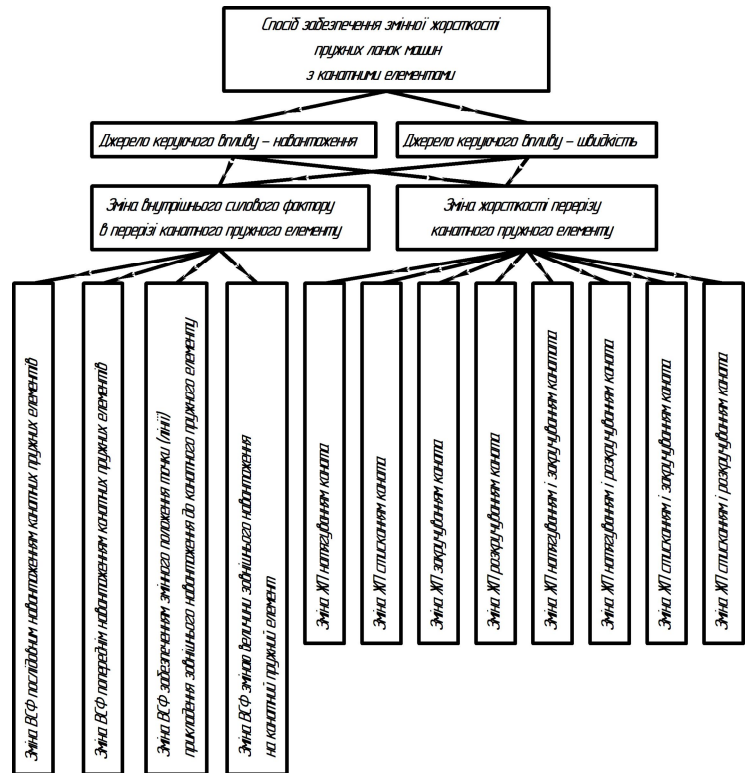 Спосіб забезпечення змінної жорсткості
пружних ланок машин
з канатними елементами
Джерело керуючого впливу – навантаження
Джерело керуючого впливу – швидкість
Зміна внутрішнього силового фактору
в перерізі канатного пружного елементу
Зміна жорсткості перерізу
канатного пружного елементу
Зміна ВСФ послідовним навантаженням канатних пружних елементів
Зміна ВСФ попереднім навантаженням канатних пружних елементів
Зміна ВСФ забезпеченням змінного положення точки (лінії)
прикладення зовнішнього навантаження до канатного пружного елементу
Зміна ВСФ зміною величини зовнішнього навантаження
на канатний пружний елемент
Зміна ЖП натягуванням каната
Зміна ЖП стисканням каната
Зміна ЖП закручуванням каната
Зміна ЖП розкручуванням каната
Зміна ЖП натягуванням і закручуванням канатата
Зміна ЖП натягуванням і розкручуванням каната
Зміна ЖП стисканням і закручуванням каната
Зміна ЖП стисканням і розкручуванням каната